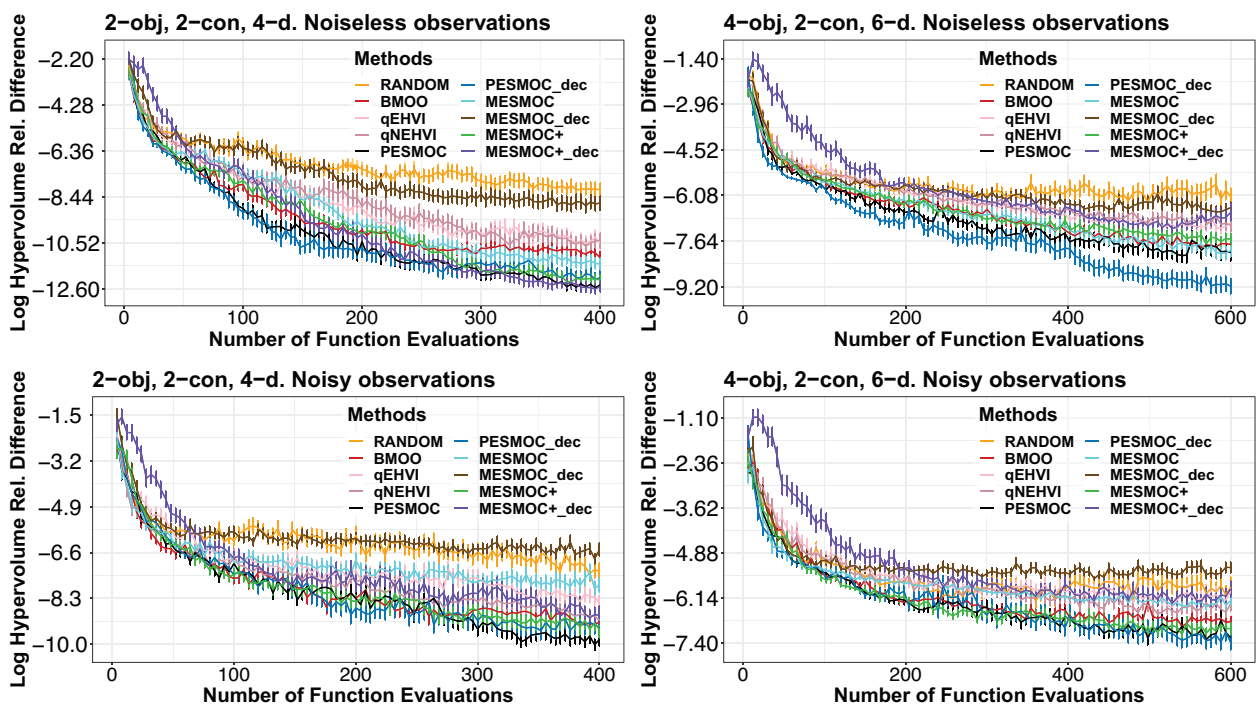 2−obj, 2−con, 4−d. Noiseless observations
Log Hypervolume Rel. Difference
−2.20
−4.28
−6.36
−8.44
−10.52
−12.60
Methods
RANDOM
BMOO
qEHVI
qNEHVI
PESMOC
PESMOC_dec
MESMOC
MESMOC_dec
MESMOC+
MESMOC+_dec
0
100
200
300
400
Number of Function Evaluations
4−obj, 2−con, 6−d. Noiseless observations
Log Hypervolume Rel. Difference
−1.40
−2.96
−4.52
−6.08
−7.64
−9.20
Methods
RANDOM
BMOO
qEHVI
qNEHVI
PESMOC
PESMOC_dec
MESMOC
MESMOC_dec
MESMOC+
MESMOC+_dec
0
200
400
600
Number of Function Evaluations
2−obj, 2−con, 4−d. Noisy observations
Log Hypervolume Rel. Difference
−1.5
−3.2
−4.9
−6.6
−8.3
−10.0
Methods
RANDOM
BMOO
qEHVI
qNEHVI
PESMOC
PESMOC_dec
MESMOC
MESMOC_dec
MESMOC+
MESMOC+_dec
0
100
200
300
400
Number of Function Evaluations
4−obj, 2−con, 6−d. Noisy observations
Log Hypervolume Rel. Difference
−1.10
−2.36
−3.62
−4.88
−6.14
−7.40
Methods
RANDOM
BMOO
qEHVI
qNEHVI
PESMOC
PESMOC_dec
MESMOC
MESMOC_dec
MESMOC+
MESMOC+_dec
0
200
400
600
Number of Function Evaluations